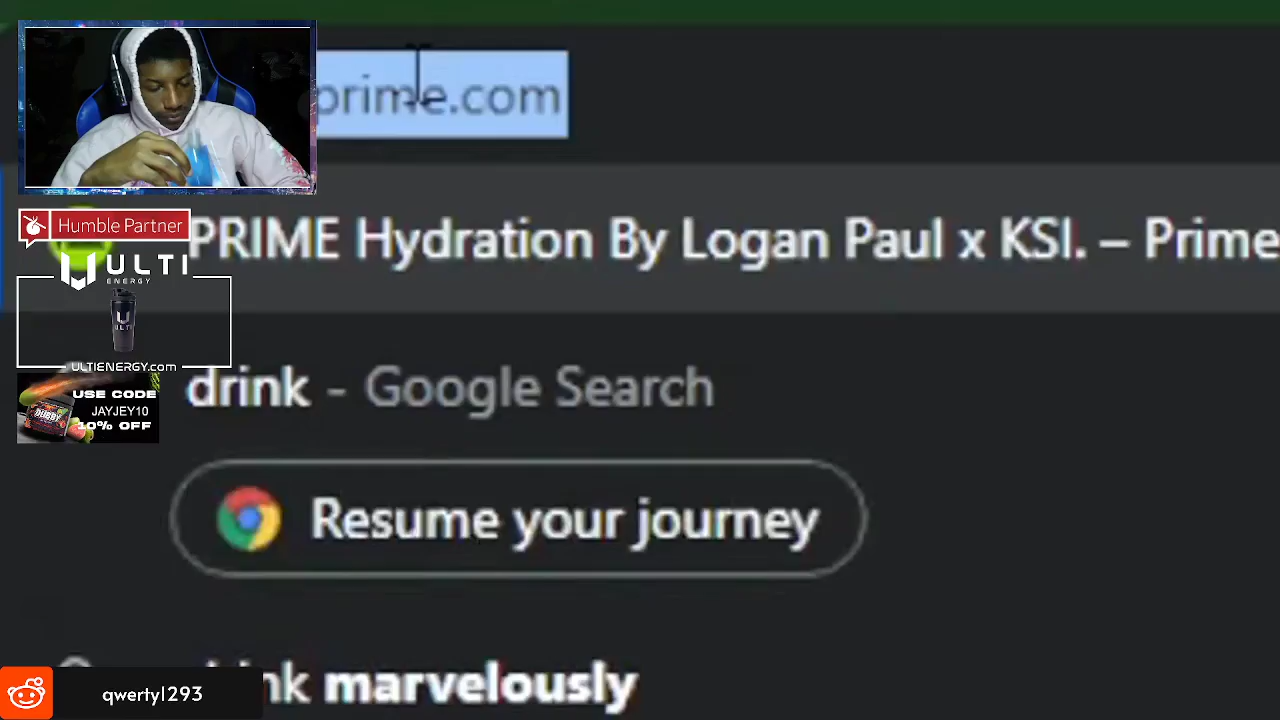 prime.com
Humble Partner
PRIME Hydration By Logan Paul x KSI. – Prime
ULTI
ENERGY
ULTI
ULTIENERGY.com
drink - Google Search
USE CODE
JAYJEY10
10% OFF
Resume your journey
nk marvelously
qwerty1293